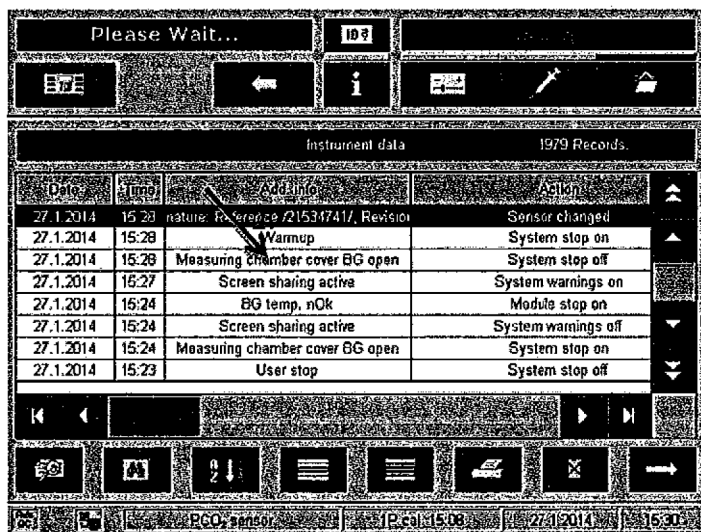 Please Wait...
Instrument data 1979 Records.
Date Time Add. info Action
27.1.2014 15:28 nature: Reference /21534741/, Revision Sensor changed
27.1.2014 15:28 Warmup System stop on
27.1.2014 15:28 Measuring chamber cover BG open System stop off
27.1.2014 15:27 Screen sharing active System warnings on
27.1.2014 15:24 BG temp. nOk Module stop on
27.1.2014 15:24 Screen sharing active System warnings off
27.1.2014 15:24 Measuring chamber cover BG open System stop on
27.1.2014 15:23 User stop System stop off
PCO2 sensor 1P cal. 15:08 27.1.2014 15:30